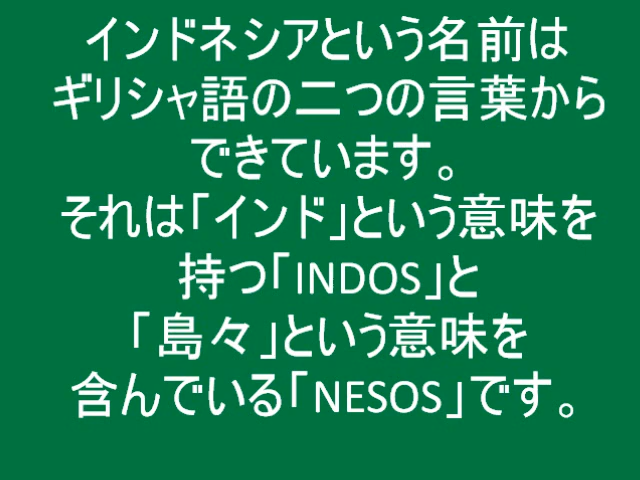 インドネシアという名前は
ギリシャ語の二つの言葉から
できています。
それは「インド」という意味を
持つ「INDOS」と
「島々」という意味を
含んでいる「NESOS」です。